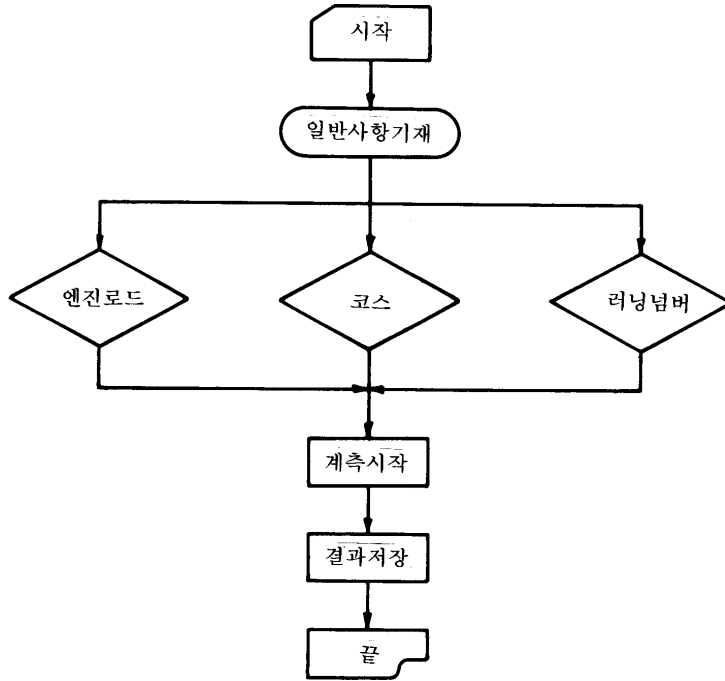 시작
일반사항기재
엔진로드
코스
러닝넘버
계측시작
결과저장
끝